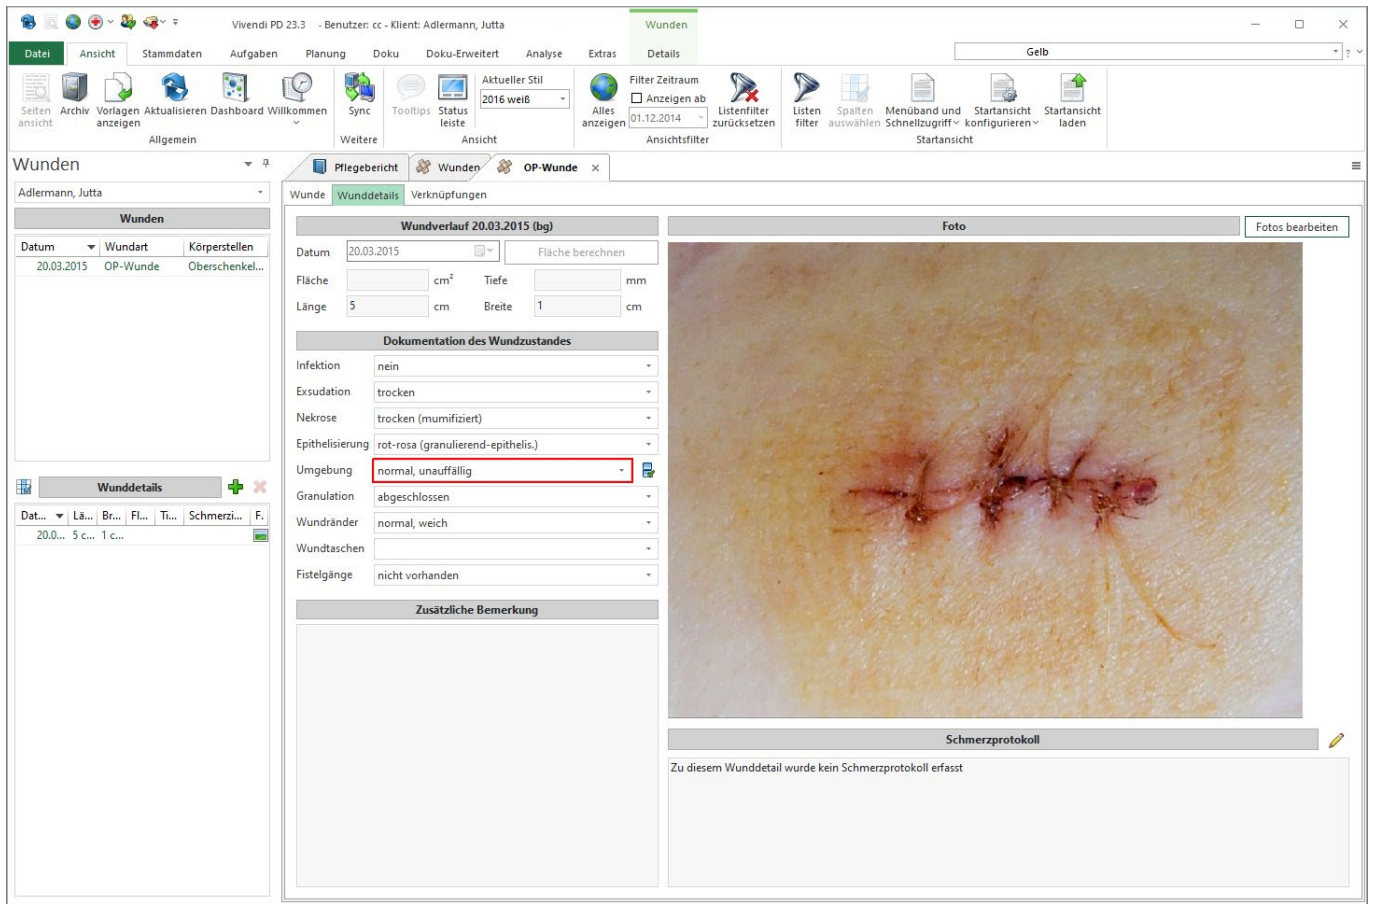 Vivendi PD 23.3 - Benutzer: cc - Klient: Adlermann, Jutta
Wunden
Datei Ansicht Stammdaten Aufgaben Planung Doku Doku-Erweitert Analyse Extras Details
Gelb
?
Seiten ansicht
Archiv
Vorlagen anzeigen
Aktualisieren
Dashboard
Willkommen
Allgemein
Sync
Weitere
Tooltips
Status leiste
Aktueller Stil
2016 weiß
Ansicht
Alles anzeigen
Filter Zeitraum
Anzeigen ab
01.12.2014
Listenfilter zurücksetzen
Ansichtsfilter
Listen filter
Spalten auswählen
Menüband und Schnellzugriff
Startansicht konfigurieren
Startansicht laden
Startansicht
Wunden
Adlermann, Jutta
Wunden
Datum Wundart Körperstellen
20.03.2015 OP-Wunde Oberschenkel...
Wunddetails
Dat... Lä... Br... Fl... Ti... Schmerzi... F.
20.0... 5 c... 1 c...
Pflegebericht Wunden OP-Wunde
Wunde Wunddetails Verknüpfungen
Wundverlauf 20.03.2015 (bg)
Datum 20.03.2015 Fläche berechnen
Fläche cm² Tiefe mm
Länge 5 cm Breite 1 cm
Dokumentation des Wundzustandes
Infektion nein
Exsudation trocken
Nekrose trocken (mumifiziert)
Epithelisierung rot-rosa (granulierend-epithelis.)
Umgebung normal, unauffällig
Granulation abgeschlossen
Wundränder normal, weich
Wundtaschen
Fistelgänge nicht vorhanden
Zusätzliche Bemerkung
Foto
Fotos bearbeiten
Schmerzprotokoll
Zu diesem Wunddetail wurde kein Schmerzprotokoll erfasst